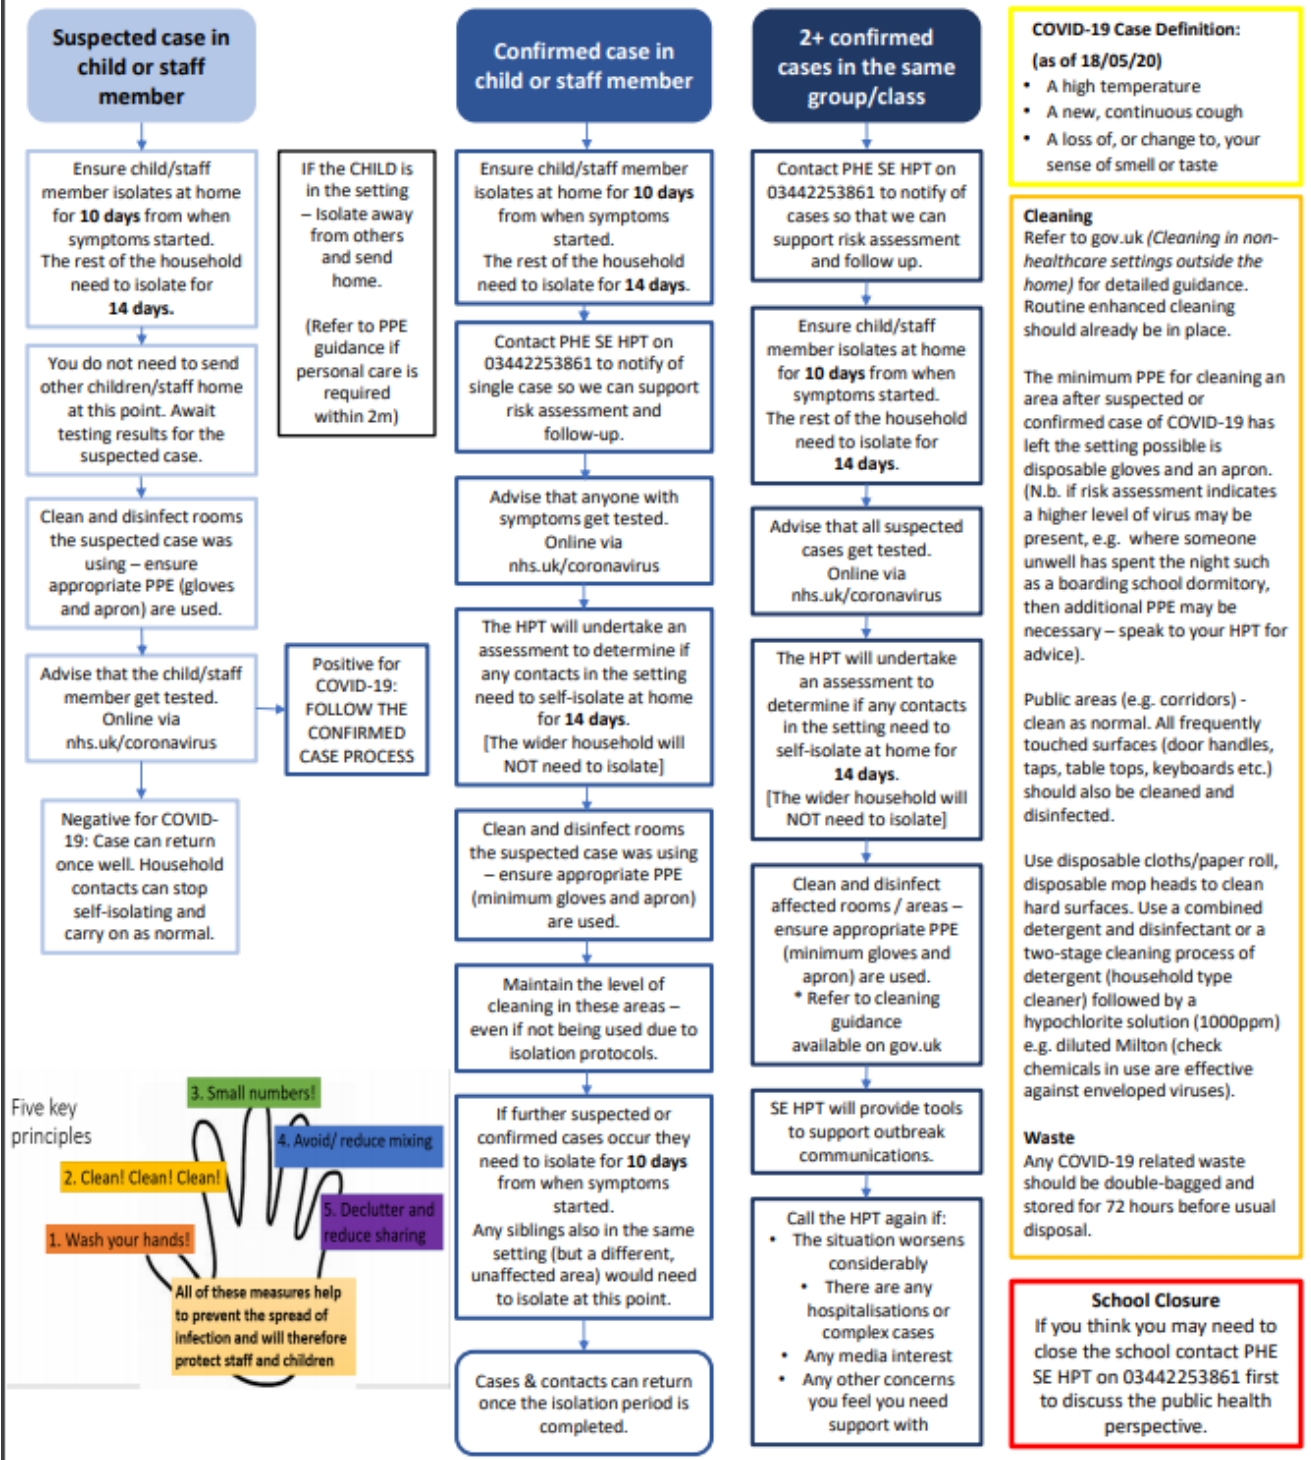 Suspected case in
child or staff
member
Ensure child/staff
member isolates at home
for 10 days from when
symptoms started.
The rest of the household
need to isolate for
14 days.
You do not need to send
other children/staff home
at this point. Await
testing results for the
suspected case.
Clean and disinfect rooms
the suspected case was
using – ensure
appropriate PPE (gloves
and apron) are used.
Advise that the child/staff
member get tested.
Online via
nhs.uk/coronavirus
Negative for COVID-
19: Case can return
once well. Household
contacts can stop
self-isolating and
carry on as normal.
IF the CHILD is
in the setting
– Isolate away
from others
and send
home.
(Refer to PPE
guidance if
personal care is
required
within 2m)
Positive for
COVID-19:
FOLLOW THE
CONFIRMED
CASE PROCESS
Five key
principles
1. Wash your hands!
2. Clean! Clean! Clean!
3. Small numbers!
4. Avoid/ reduce mixing
5. Declutter and
reduce sharing
All of these measures help
to prevent the spread of
infection and will therefore
protect staff and children
Confirmed case in
child or staff member
Ensure child/staff member
isolates at home for 10 days
from when symptoms
started.
The rest of the household
need to isolate for 14 days.
Contact PHE SE HPT on
03442253861 to notify of
single case so we can support
risk assessment and
follow-up.
Advise that anyone with
symptoms get tested.
Online via
nhs.uk/coronavirus
The HPT will undertake an
assessment to determine if
any contacts in the setting
need to self-isolate at home
for 14 days.
[The wider household will
NOT need to isolate]
Clean and disinfect rooms
the suspected case was using
– ensure appropriate PPE
(minimum gloves and apron)
are used.
Maintain the level of
cleaning in these areas –
even if not being used due to
isolation protocols.
If further suspected or
confirmed cases occur they
need to isolate for 10 days
from when symptoms
started.
Any siblings also in the same
setting (but a different,
unaffected area) would need
to isolate at this point.
Cases & contacts can return
once the isolation period is
completed.
2+ confirmed
cases in the same
group/class
Contact PHE SE HPT on
03442253861 to notify of
cases so that we can
support risk assessment
and follow up.
Ensure child/staff
member isolates at home
for 10 days from when
symptoms started.
The rest of the household
need to isolate for
14 days.
Advise that all suspected
cases get tested.
Online via
nhs.uk/coronavirus
The HPT will undertake
an assessment to
determine if any contacts
in the setting need to
self-isolate at home for
14 days.
[The wider household will
NOT need to isolate]
Clean and disinfect
affected rooms / areas –
ensure appropriate PPE
(minimum gloves and
apron) are used.
* Refer to cleaning
guidance
available on gov.uk
SE HPT will provide tools
to support outbreak
communications.
Call the HPT again if:
• The situation worsens
considerably
• There are any
hospitalisations or
complex cases
• Any media interest
• Any other concerns
you feel you need
support with
COVID-19 Case Definition:
(as of 18/05/20)
• A high temperature
• A new, continuous cough
• A loss of, or change to, your
sense of smell or taste
Cleaning
Refer to gov.uk (Cleaning in non-
healthcare settings outside the
home) for detailed guidance.
Routine enhanced cleaning
should already be in place.
The minimum PPE for cleaning an
area after suspected or
confirmed case of COVID-19 has
left the setting possible is
disposable gloves and an apron.
(N.b. if risk assessment indicates
a higher level of virus may be
present, e.g. where someone
unwell has spent the night such
as a boarding school dormitory,
then additional PPE may be
necessary – speak to your HPT for
advice).
Public areas (e.g. corridors) -
clean as normal. All frequently
touched surfaces (door handles,
taps, table tops, keyboards etc.)
should also be cleaned and
disinfected.
Use disposable cloths/paper roll,
disposable mop heads to clean
hard surfaces. Use a combined
detergent and disinfectant or a
two-stage cleaning process of
detergent (household type
cleaner) followed by a
hypochlorite solution (1000ppm)
e.g. diluted Milton (check
chemicals in use are effective
against enveloped viruses).
Waste
Any COVID-19 related waste
should be double-bagged and
stored for 72 hours before usual
disposal.
School Closure
If you think you may need to
close the school contact PHE
SE HPT on 03442253861 first
to discuss the public health
perspective.